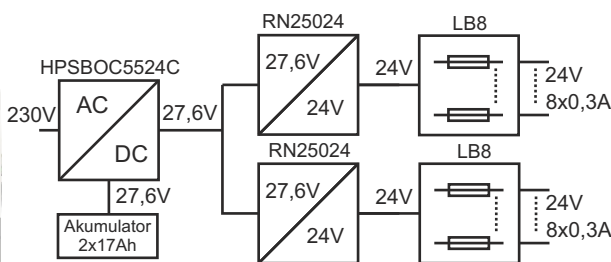 HPSBOC5524C
230V
AC
DC
27,6V
27,6V
Akumulator
2x17Ah
RN25024
27,6V
24V
24V
LB8
24V
8x0,3A
RN25024
27,6V
24V
24V
LB8
24V
8x0,3A